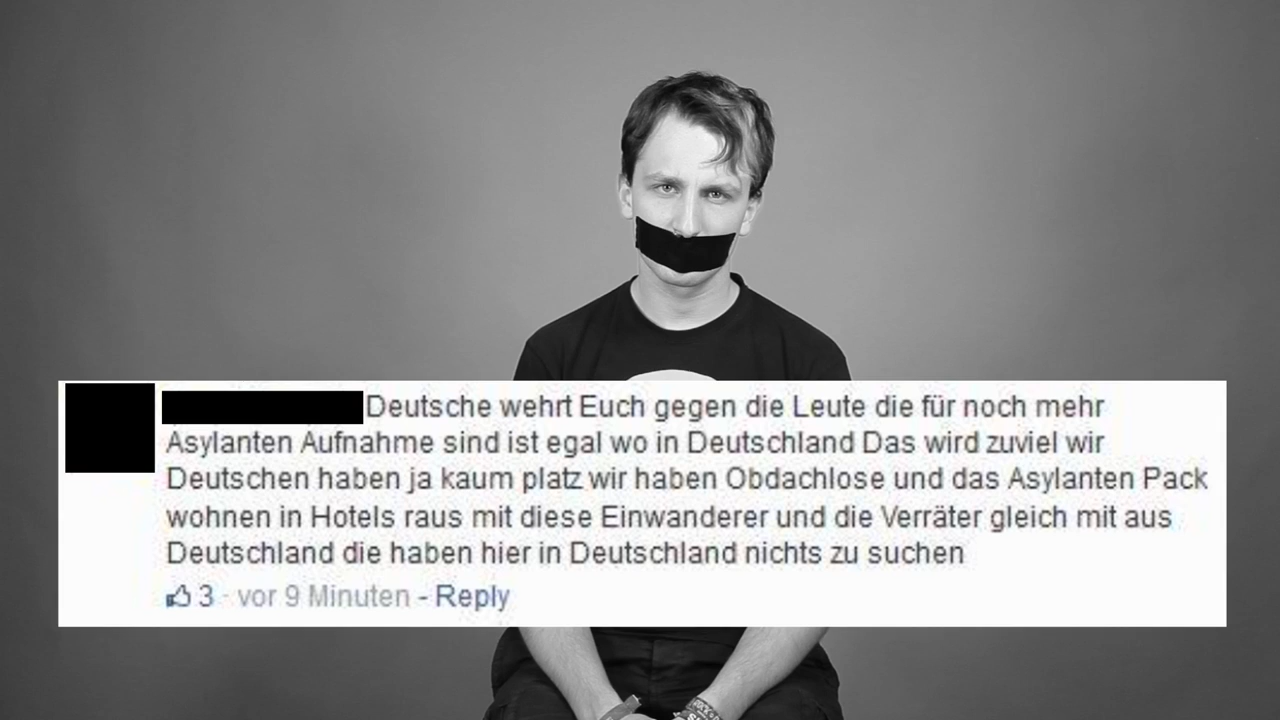 Deutsche wehrt Euch gegen die Leute die für noch mehr
Asylanten Aufnahme sind ist egal wo in Deutschland Das wird zuviel wir
Deutschen haben ja kaum platz wir haben Obdachlose und das Asylanten Pack
wohnen in Hotels raus mit diese Einwanderer und die Verräter gleich mit aus
Deutschland die haben hier in Deutschland nichts zu suchen
3 · vor 9 Minuten - Reply